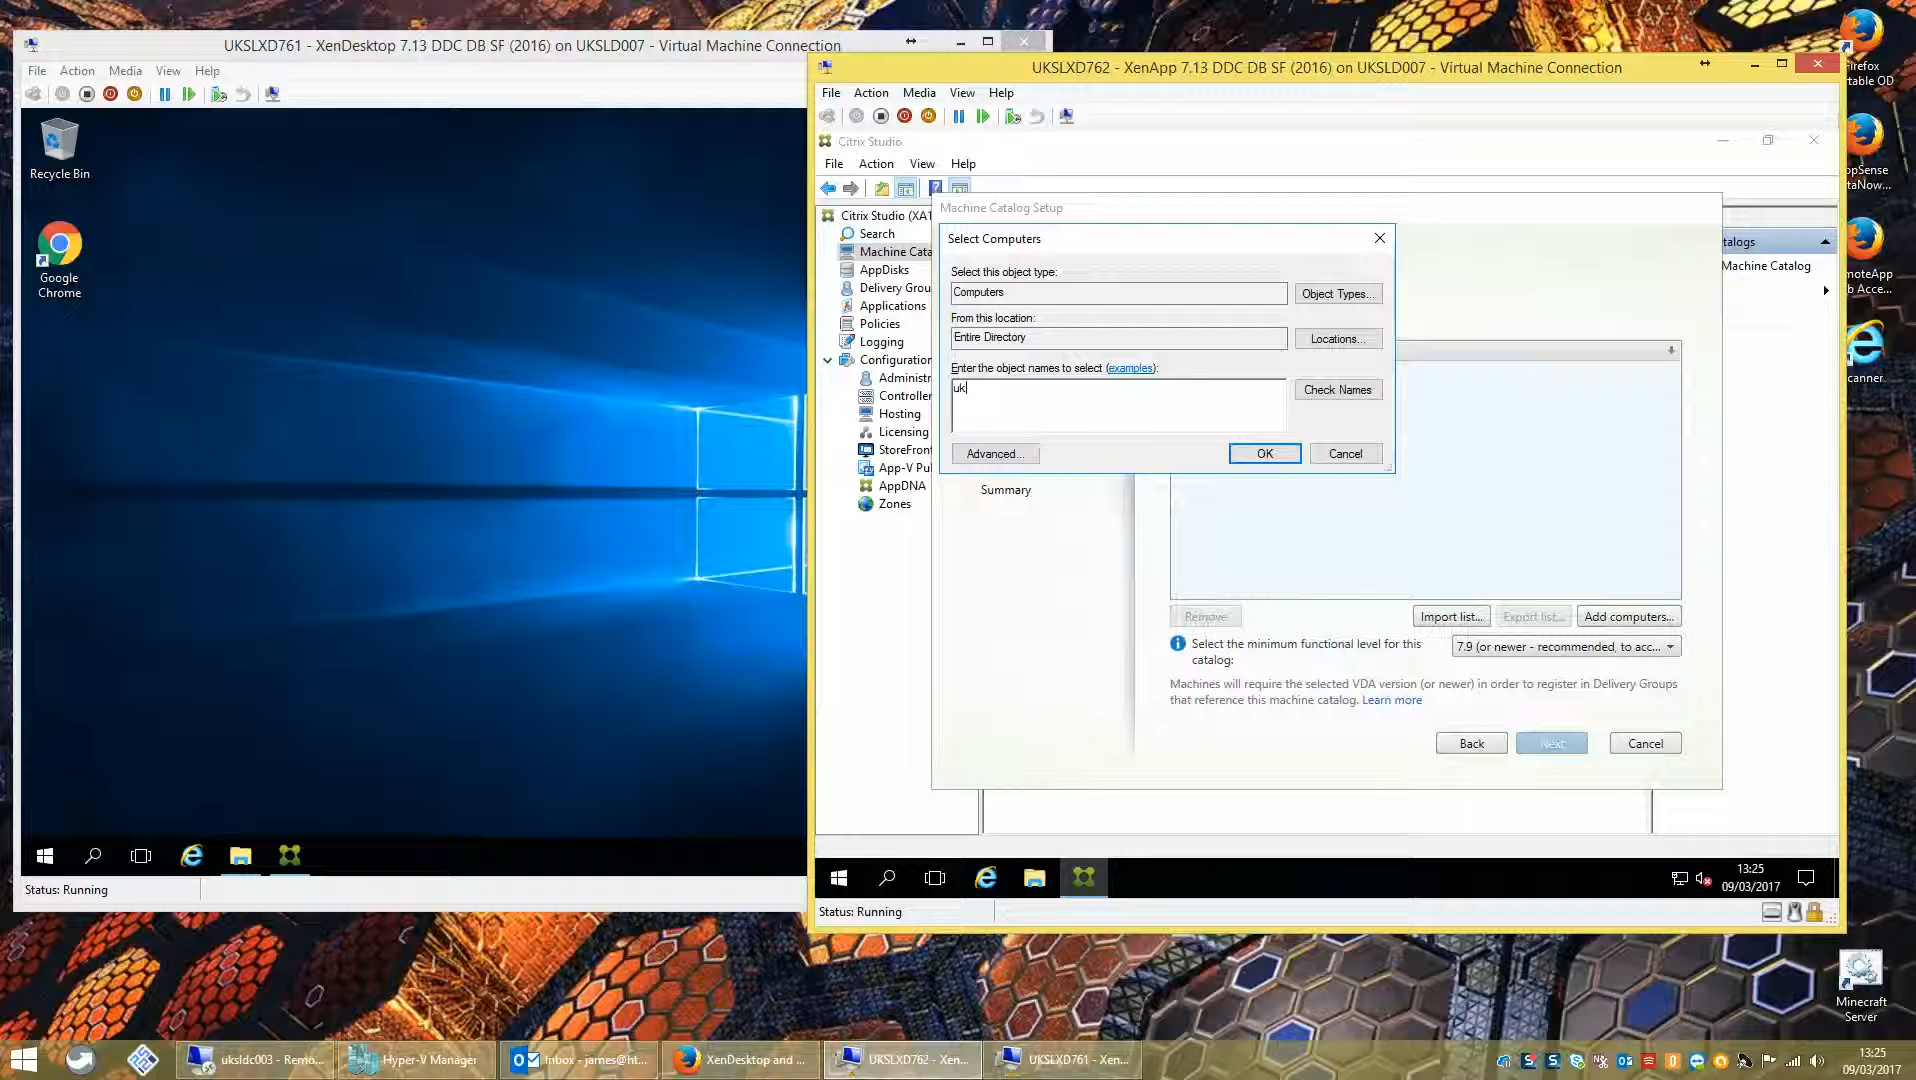 UKSLXD761 - XenDesktop 7.13 DDC DB SF (2016) on UKSLD007 - Virtual Machine Connection
File Action Media View Help
Recycle Bin
Google
Chrome
Status: Running
UKSLXD762 - XenApp 7.13 DDC DB SF (2016) on UKSLD007 - Virtual Machine Connection
File Action Media View Help
Citrix Studio
File Action View Help
Citrix Studio (XA1
Search
Machine Cata
AppDisks
Delivery Grou
Applications
Policies
Logging
Configuration
Administr
Controller
Hosting
Licensing
StoreFront
App-V Pu
AppDNA
Zones
Machine Catalog Setup
Select Computers
Select this object type:
Computers
Object Types...
From this location:
Entire Directory
Locations...
Enter the object names to select (examples):
uk
Check Names
Advanced...
OK
Cancel
Summary
Remove
Import list...
Export list...
Add computers...
Select the minimum functional level for this
catalog:
7.9 (or newer - recommended, to acc...
Machines will require the selected VDA version (or newer) in order to register in Delivery Groups
that reference this machine catalog. Learn more
Back
Next
Cancel
talogs
Machine Catalog
13:25
09/03/2017
Status: Running
Firefox
table OD
ppSense
taNow...
moteApp
b Acce...
canner
Minecraft
Server
uksldc003 - Remo...
Hyper-V Manager
Inbox - james@ht...
XenDesktop and ...
UKSLXD762 - Xen...
UKSLXD761 - Xen...
13:25
09/03/2017